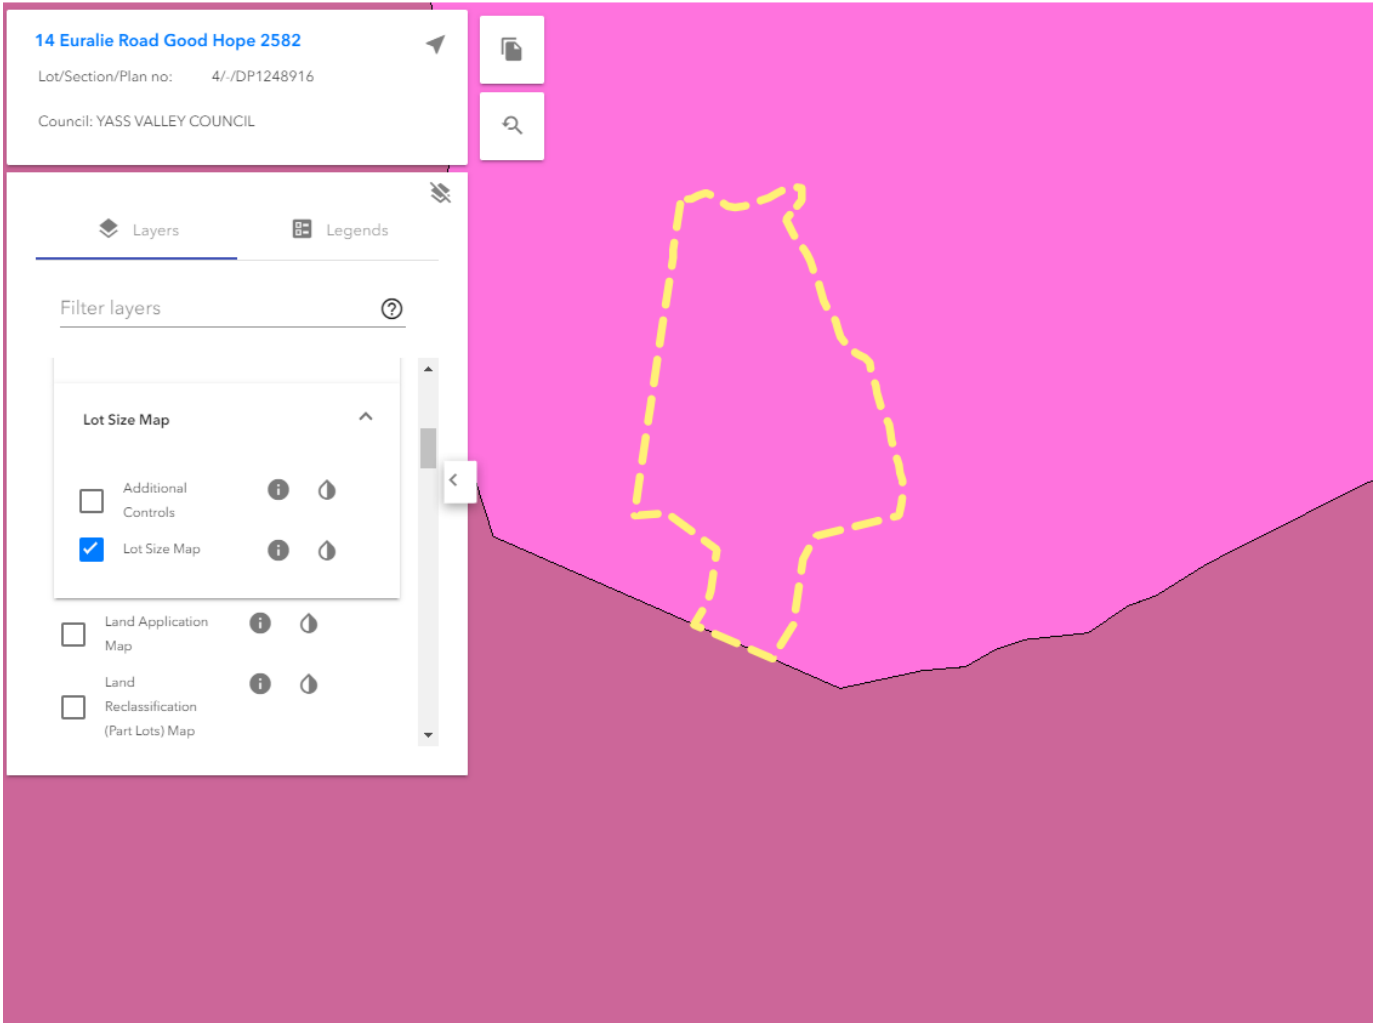 14 Euralie Road Good Hope 2582
Lot/Section/Plan no: 4/-/DP1248916
Council: YASS VALLEY COUNCIL
Layers Legends
Filter layers
Lot Size Map
Additional
Controls
Lot Size Map
Land Application
Map
Land
Reclassification
(Part Lots) Map